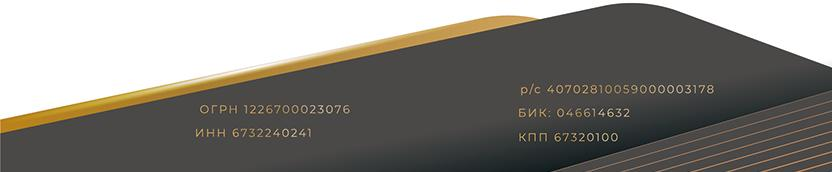 ОГРН 1226700023076
ИНН 6732240241
р/с 40702810059000003178
БИК: 046614632
КПП 67320100